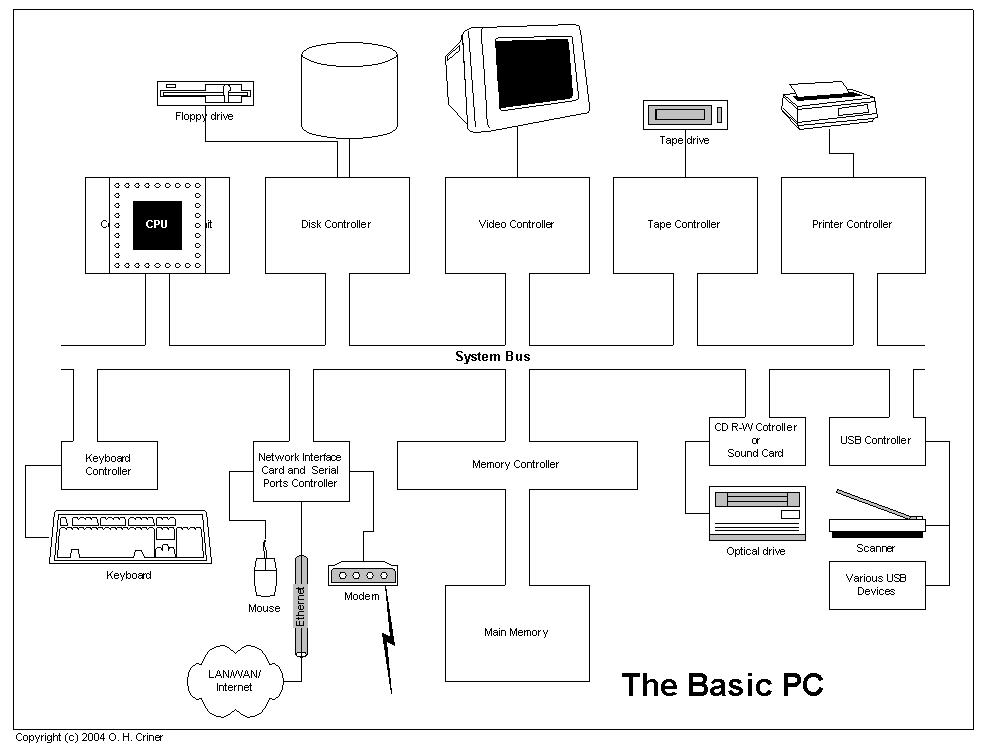 Floppy drive
Tape drive
CPU
Disk Controller
Video Controller
Tape Controller
Printer Controller
System Bus
Keyboard
Controller
Network Interface
Card and Serial
Ports Controller
Memory Controller
CD R-W Cotroller
or
Sound Card
USB Controller
Keyboard
Mouse
Ethernet
Modem
Optical drive
Scanner
Various USB
Devices
Main Memory
LAN/WAN/
Internet
The Basic PC
Copyright (c) 2004 O. H. Criner